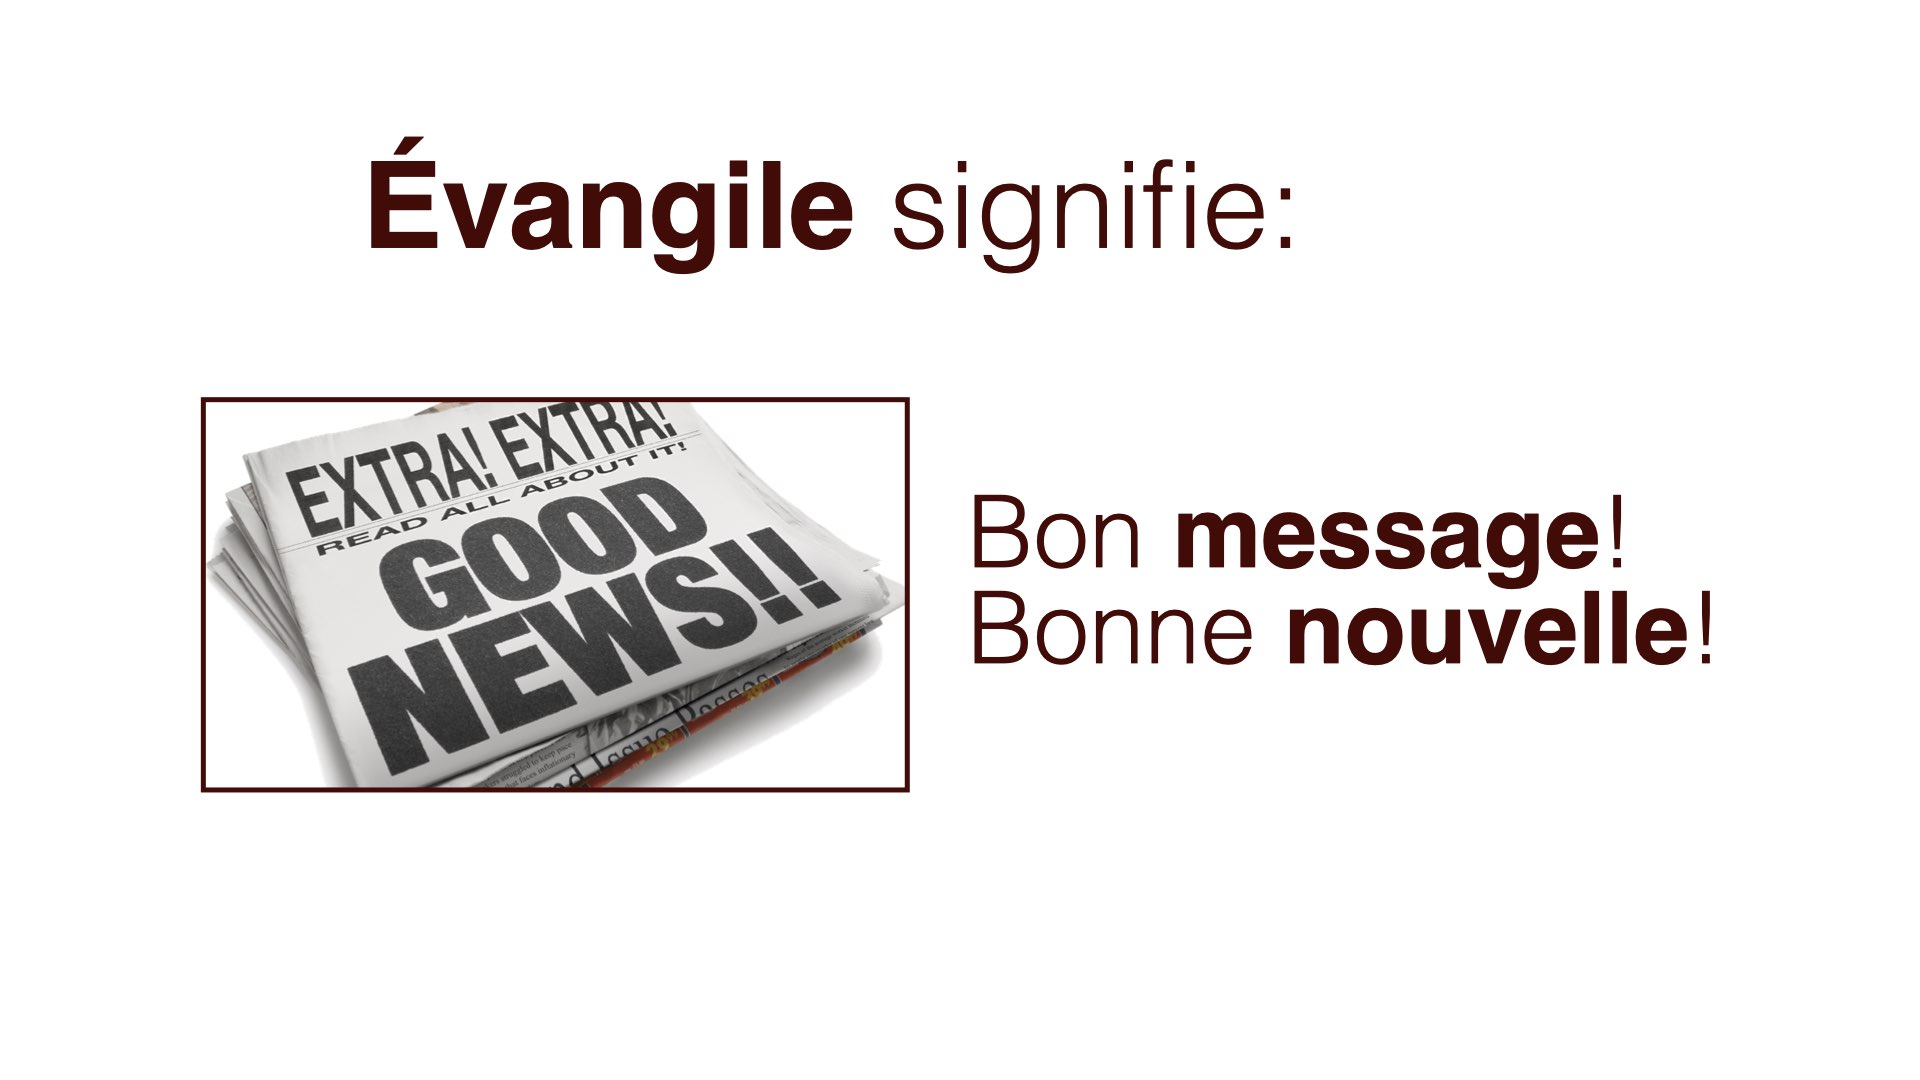 Évangile signifie:
EXTRA! EXTRA!
READ ALL ABOUT IT!
GOOD
NEWS!!
Bon message!
Bonne nouvelle!